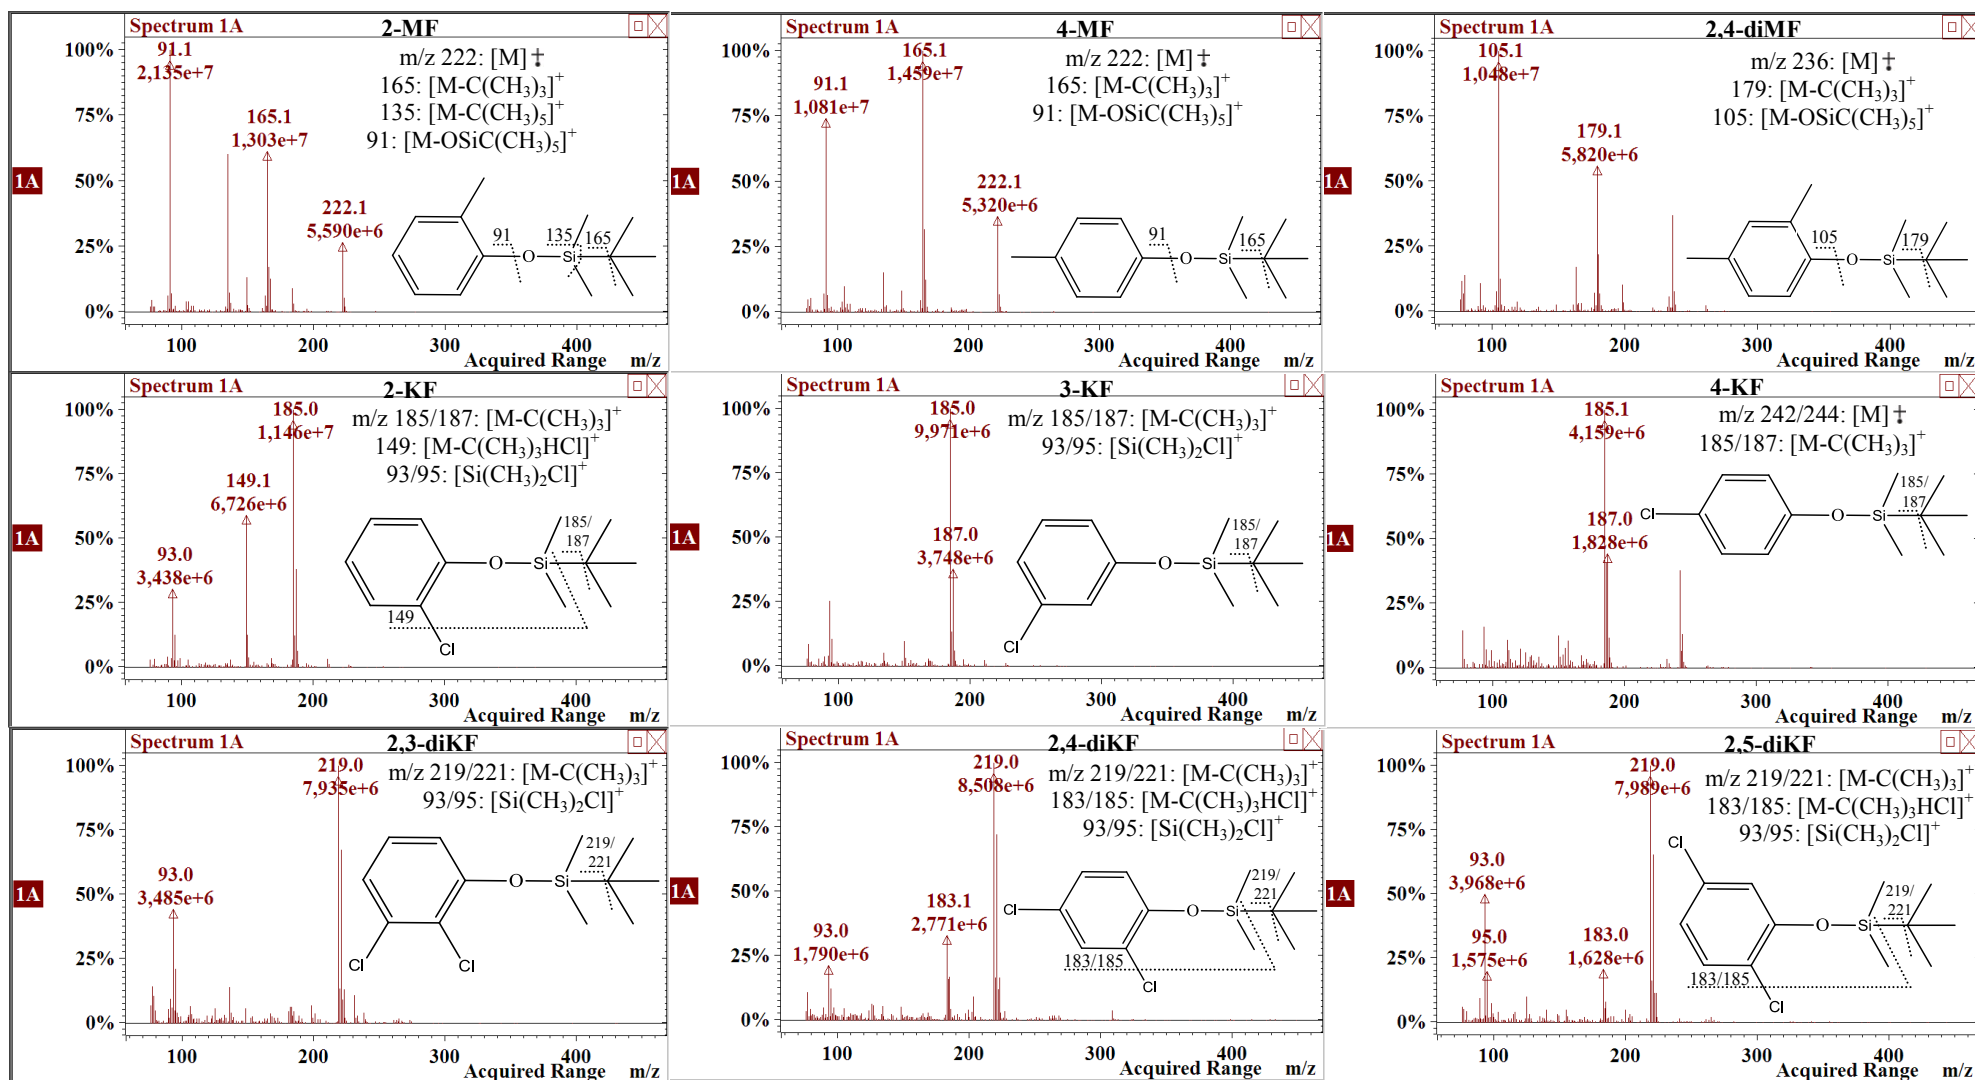 Spectrum 1A
2-MF
100%
75%
50%
25%
0%
1A
91.1
2,135e+7
165.1
1,303e+7
222.1
5,590e+6
m/z 222: [M]⁺•
165: [M-C(CH₃)₃]⁺
135: [M-C(CH₃)₅]⁺
91: [M-OSiC(CH₃)₅]⁺
91
135
165
O
Si
100 200 300 400
Acquired Range m/z
Spectrum 1A
4-MF
100%
75%
50%
25%
0%
1A
165.1
1,459e+7
91.1
1,081e+7
222.1
5,320e+6
m/z 222: [M]⁺•
165: [M-C(CH₃)₃]⁺
91: [M-OSiC(CH₃)₅]⁺
91
165
O
Si
100 200 300 400
Acquired Range m/z
Spectrum 1A
2,4-diMF
100%
75%
50%
25%
0%
1A
105.1
1,048e+7
179.1
5,820e+6
m/z 236: [M]⁺•
179: [M-C(CH₃)₃]⁺
105: [M-OSiC(CH₃)₅]⁺
105
179
O
Si
100 200 300 400
Acquired Range m/z
Spectrum 1A
2-KF
100%
75%
50%
25%
0%
1A
185.0
1,146e+7
149.1
6,726e+6
93.0
3,438e+6
m/z 185/187: [M-C(CH₃)₃]⁺
149: [M-C(CH₃)₃HCl]⁺
93/95: [Si(CH₃)₂Cl]⁺
185/
187
O
Si
149
Cl
100 200 300 400
Acquired Range m/z
Spectrum 1A
3-KF
100%
75%
50%
25%
0%
1A
185.0
9,971e+6
187.0
3,748e+6
m/z 185/187: [M-C(CH₃)₃]⁺
93/95: [Si(CH₃)₂Cl]⁺
185/
187
O
Si
Cl
100 200 300 400
Acquired Range m/z
Spectrum 1A
4-KF
100%
75%
50%
25%
0%
1A
185.1
4,159e+6
187.0
1,828e+6
m/z 242/244: [M]⁺•
185/187: [M-C(CH₃)₃]⁺
185/
187
Cl
O
Si
100 200 300 400
Acquired Range m/z
Spectrum 1A
2,3-diKF
100%
75%
50%
25%
0%
1A
219.0
7,935e+6
93.0
3,485e+6
m/z 219/221: [M-C(CH₃)₃]⁺
93/95: [Si(CH₃)₂Cl]⁺
219/
221
O
Si
Cl
Cl
100 200 300 400
Acquired Range m/z
Spectrum 1A
2,4-diKF
100%
75%
50%
25%
0%
1A
219.0
8,508e+6
183.1
2,771e+6
93.0
1,790e+6
m/z 219/221: [M-C(CH₃)₃]⁺
183/185: [M-C(CH₃)₃HCl]⁺
93/95: [Si(CH₃)₂Cl]⁺
219/
221
Cl
O
Si
183/185
Cl
100 200 300 400
Acquired Range m/z
Spectrum 1A
2,5-diKF
100%
75%
50%
25%
0%
1A
219.0
7,989e+6
93.0
3,968e+6
95.0
1,575e+6
183.0
1,628e+6
m/z 219/221: [M-C(CH₃)₃]⁺
183/185: [M-C(CH₃)₃HCl]⁺
93/95: [Si(CH₃)₂Cl]⁺
Cl
219/
221
O
Si
183/185
Cl
100 200 300 400
Acquired Range m/z